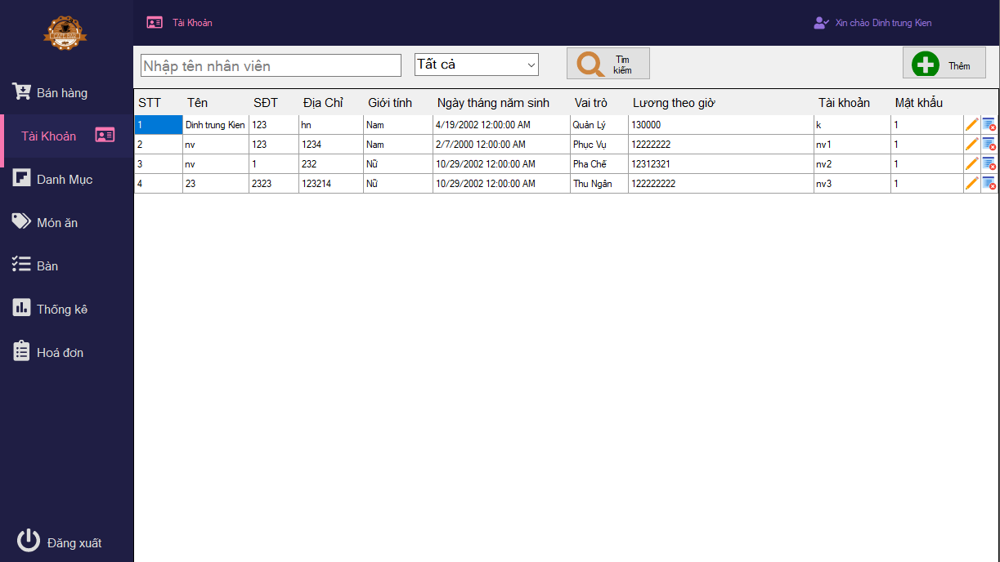 CAFE BAR
Tài Khoản
Xin chào Dinh trung Kien
Nhập tên nhân viên
Tất cả
Tìm
kiếm
Thêm
Bán hàng
Tài Khoản
Danh Mục
Món ăn
Bàn
Thống kê
Hoá đơn
Đăng xuất
STT Tên SĐT Địa Chỉ Giới tính Ngày tháng năm sinh Vai trò Lương theo giờ Tài khoản Mật khẩu
1 Dinh trung Kien 123 hn Nam 4/19/2002 12:00:00 AM Quản Lý 130000 k 1
2 nv 123 1234 Nam 2/7/2000 12:00:00 AM Phục Vụ 12222222 nv1 1
3 nv 1 232 Nữ 10/29/2002 12:00:00 AM Pha Chế 12312321 nv2 1
4 23 2323 123214 Nữ 10/29/2002 12:00:00 AM Thu Ngân 122222222 nv3 1